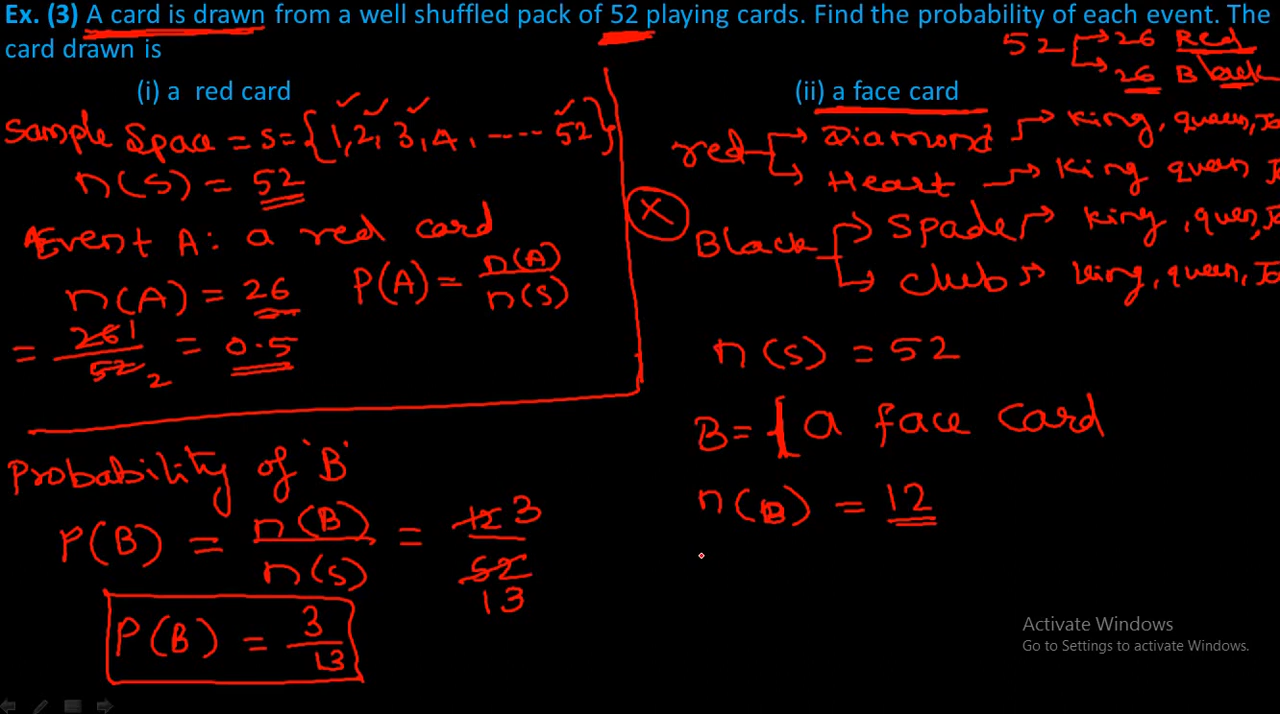 Ex. (3) A card is drawn from a well shuffled pack of 52 playing cards. Find the probability of each event. The
card drawn is
(i) a red card
Sample Space = S = {1, 2, 3, 4, ---- 52}
n(S) = 52
Event A: a red card
n(A) = 26 P(A) = n(A)/n(S)
= 26 1/52 2 = 0.5
52 26 Red
26 Black
(ii) a face card
red Diamond King, queen, J
Heart King queen J
Black Spade King, quen, J
Club King, queen, J
n(S) = 52
B = { a face card
n(B) = 12
Probability of 'B'
P(B) = n(B)/n(S) = 12 3/52 13
P(B) = 3/13
Activate Windows
Go to Settings to activate Windows.